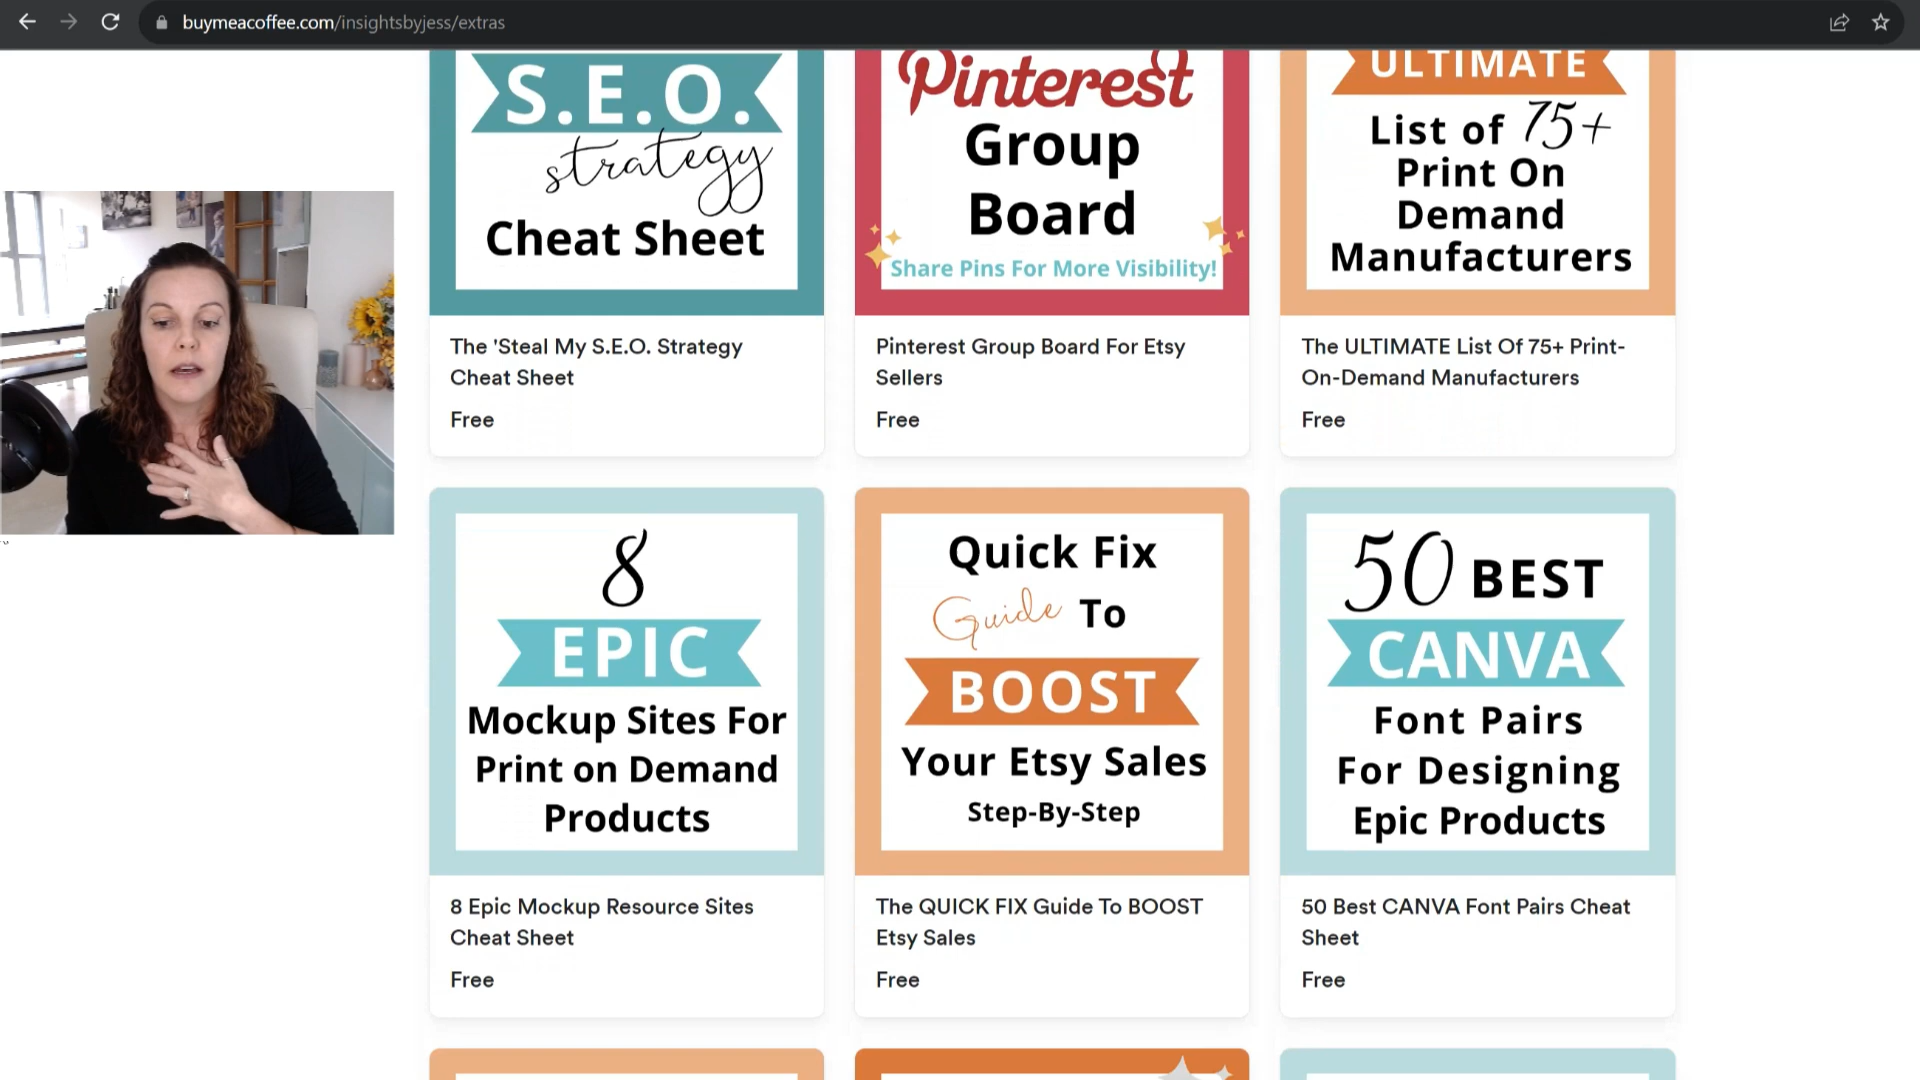 buymeacoffee.com/insightsbyjess/extras
S.E.O.
strategy
Cheat Sheet
The 'Steal My S.E.O. Strategy
Cheat Sheet
Free
Pinterest
Group
Board
Share Pins For More Visibility!
Pinterest Group Board For Etsy
Sellers
Free
ULTIMATE
List of 75+
Print On
Demand
Manufacturers
The ULTIMATE List Of 75+ Print-
On-Demand Manufacturers
Free
8
EPIC
Mockup Sites For
Print on Demand
Products
8 Epic Mockup Resource Sites
Cheat Sheet
Free
Quick Fix
Guide To
BOOST
Your Etsy Sales
Step-By-Step
The QUICK FIX Guide To BOOST
Etsy Sales
Free
50 BEST
CANVA
Font Pairs
For Designing
Epic Products
50 Best CANVA Font Pairs Cheat
Sheet
Free